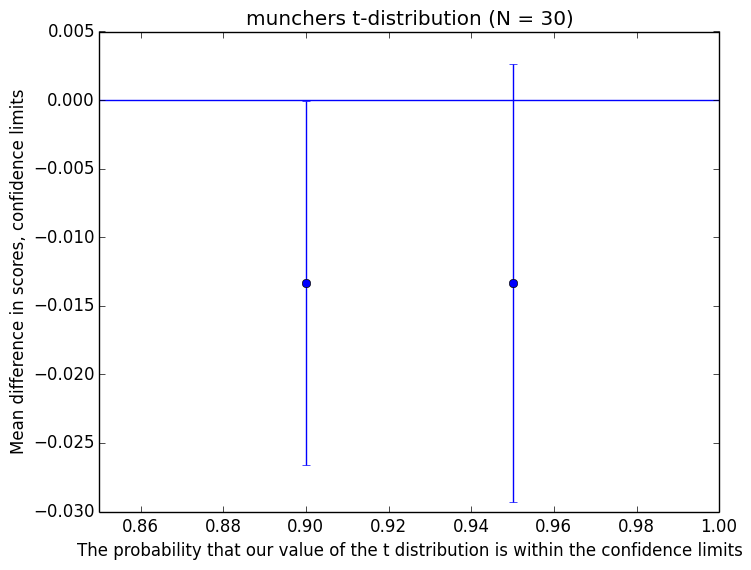 munchers t-distribution (N = 30)
0.005
0.000
−0.005
−0.010
−0.015
−0.020
−0.025
−0.030
Mean difference in scores, confidence limits
0.86 0.88 0.90 0.92 0.94 0.96 0.98 1.00
The probability that our value of the t distribution is within the confidence limits